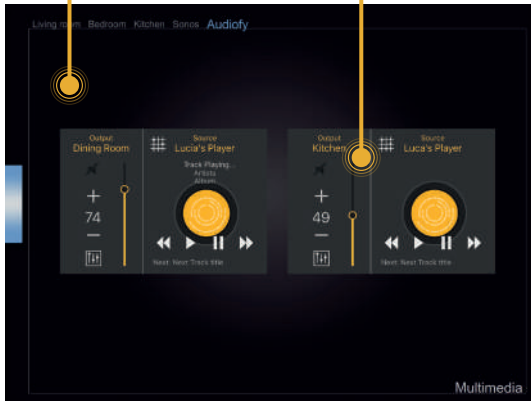 Living room Bedroom Kitchen Sonos Audiofy
Output
Dining Room
74
Source
Lucia's Player
Track Playing...
Artists
Album
Next: Next Track title
Output
Kitchen
49
Source
Luca's Player
Next: Next Track title
Multimedia